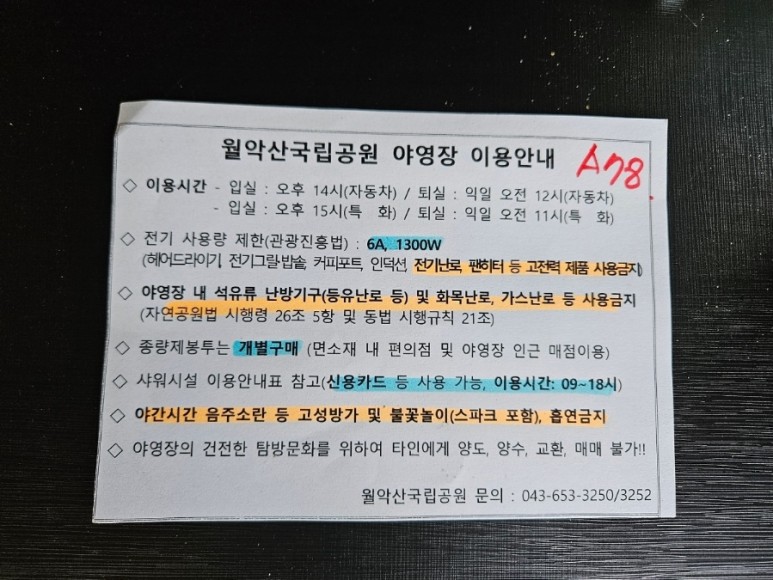 월악산국립공원 야영장 이용안내 A78.
◇ 이용시간 - 입실 : 오후 14시(자동차) / 퇴실 : 익일 오전 12시(자동차)
- 입실 : 오후 15시(특 화) / 퇴실 : 익일 오전 11시(특 화)
◇ 전기 사용량 제한(관광진흥법) : 6A, 1300W
(헤어드라이기, 전기그릴·밥솥, 커피포트, 인덕션, 전기난로, 팬히터 등 고전력 제품 사용금지)
◇ 야영장 내 석유류 난방기구(등유난로 등) 및 화목난로, 가스난로 등 사용금지
(자연공원법 시행령 26조 5항 및 동법 시행규칙 21조)
◇ 종량제봉투는 개별구매 (면소재 내 편의점 및 야영장 인근 매점이용)
◇ 샤워시설 이용안내표 참고(신용카드 등 사용 가능, 이용시간: 09~18시)
◇ 야간시간 음주소란 등 고성방가 및 불꽃놀이(스파크 포함), 흡연금지
◇ 야영장의 건전한 탐방문화를 위하여 타인에게 양도, 양수, 교환, 매매 불가!!
월악산국립공원 문의 : 043-653-3250/3252